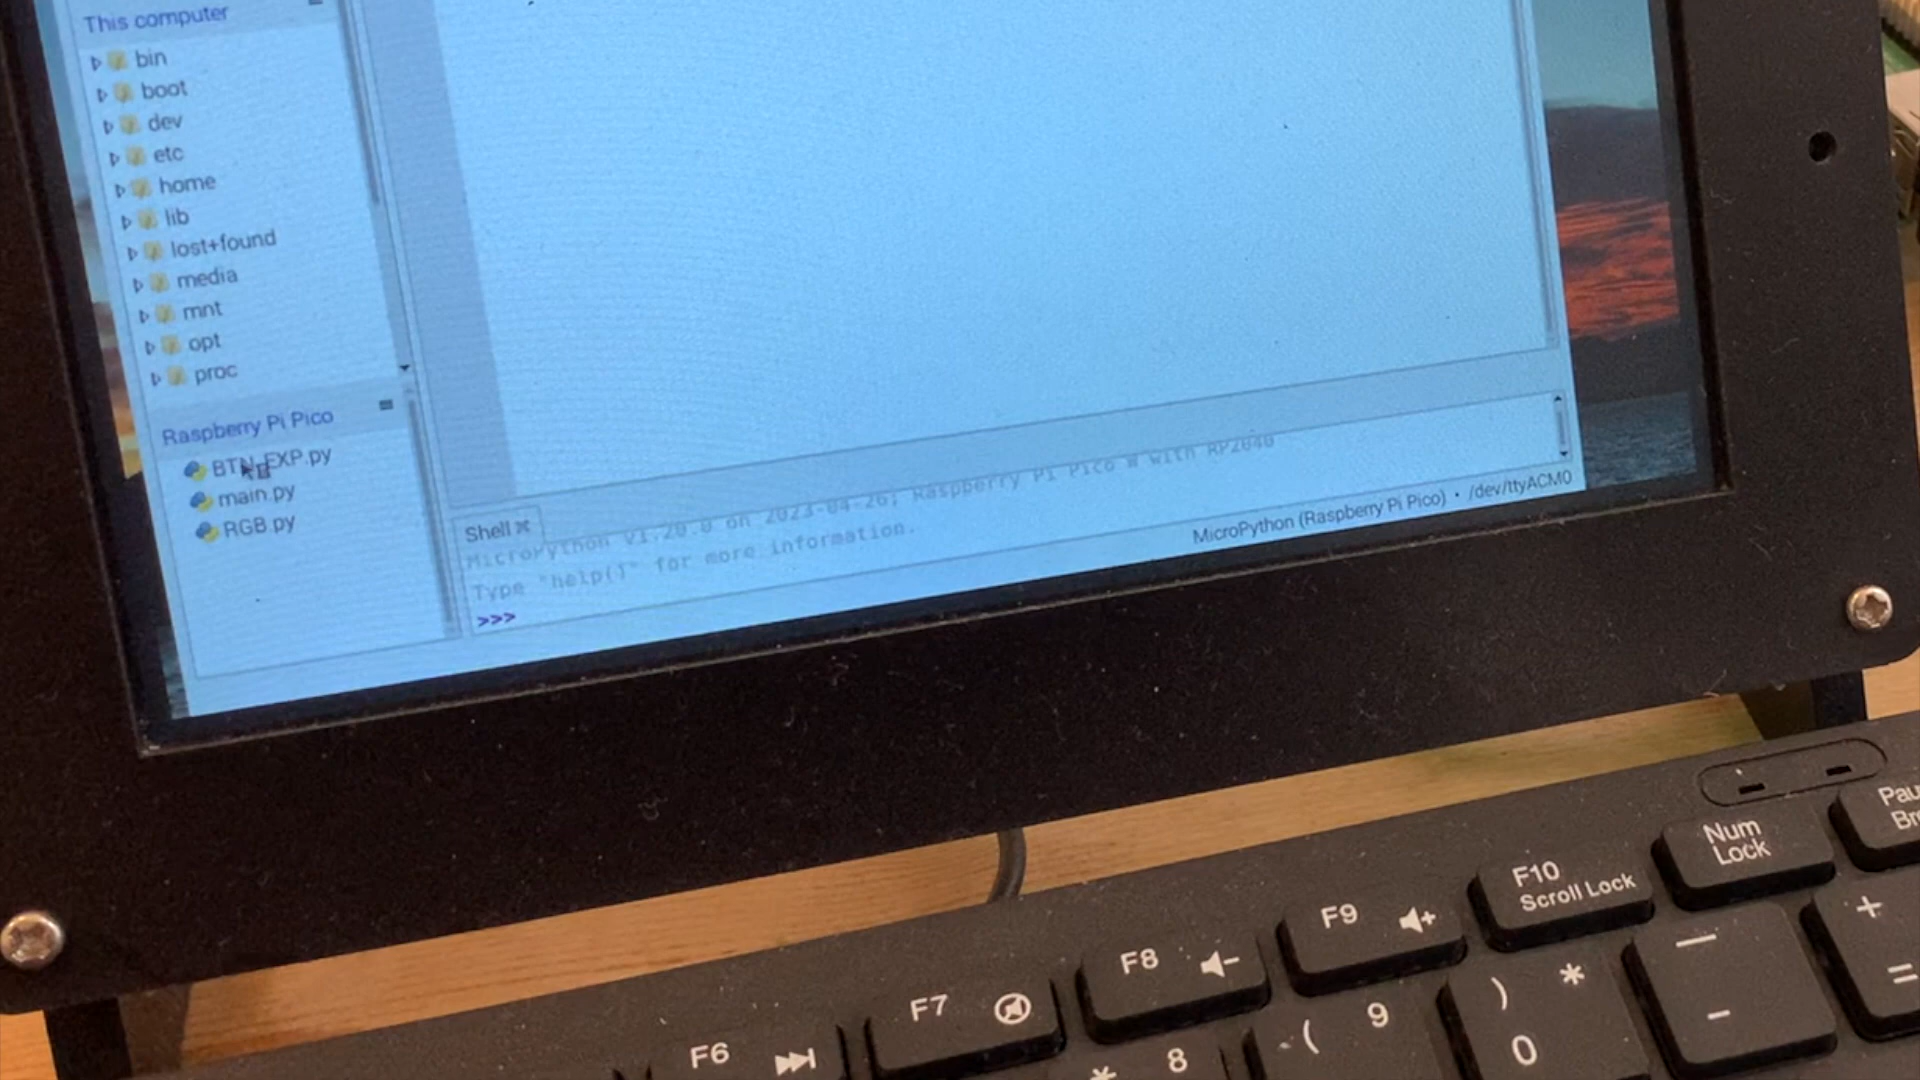 This computer
bin
boot
dev
etc
home
lib
lost+found
media
mnt
opt
proc
Raspberry Pi Pico
BTN_EXP.py
main.py
RGB.py
Shell
MicroPython v1.20.0 on 2023-04-26; Raspberry Pi Pico W with RP2040
Type "help()" for more information.
>>>
MicroPython (Raspberry Pi Pico) • /dev/ttyACM0
Num
Lock
F10
Scroll Lock
F9
F8
F7
F6
Pau
Br
+
=
_
-
) *
0
( 9
* 8